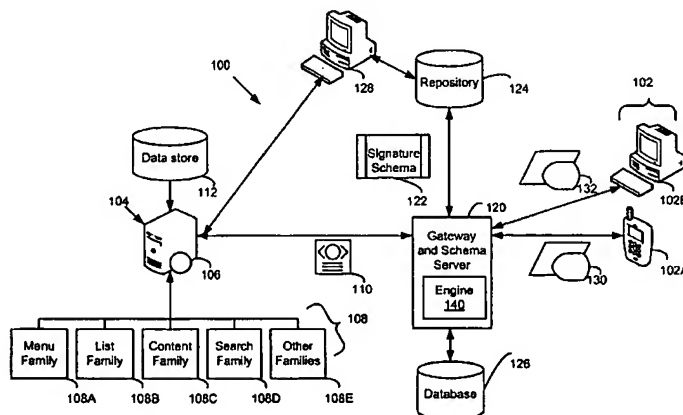 100
128
Repository
124
102
Data store
112
Signature
Schema
122
120
132
102B
104
106
110
Gateway
and Schema
Server
Engine
140
130
102A
108
Menu
Family
List
Family
Content
Family
Search
Family
Other
Families
108A
108B
108C
108D
108E
Database
126